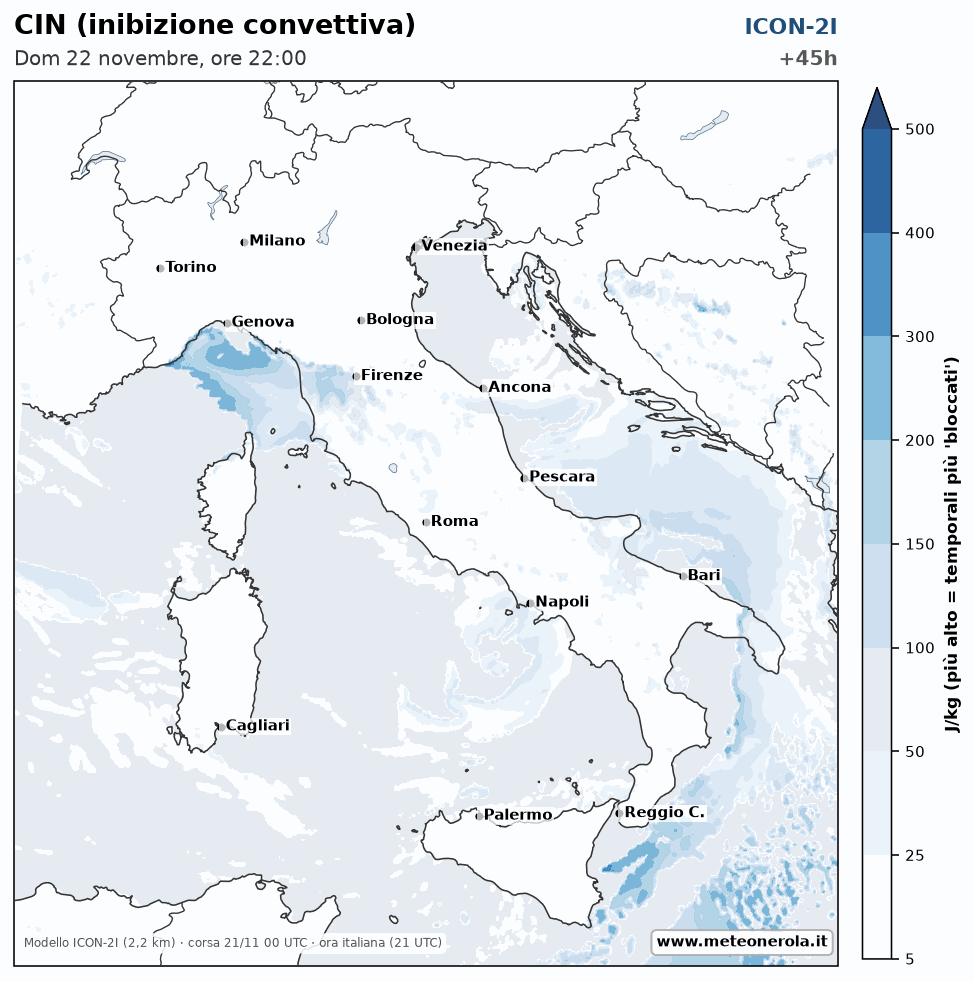 CIN (inibizione convettiva)
ICON-2I
Dom 22 novembre, ore 22:00
+45h
500
400
300
200
150
100
50
25
5
J/kg (più alto = temporali più 'bloccati')
Milano
Venezia
Torino
Genova
Bologna
Firenze
Ancona
Pescara
Roma
Bari
Napoli
Cagliari
Palermo
Reggio C.
Modello ICON-2I (2,2 km) · corsa 21/11 00 UTC · ora italiana (21 UTC)
www.meteonerola.it